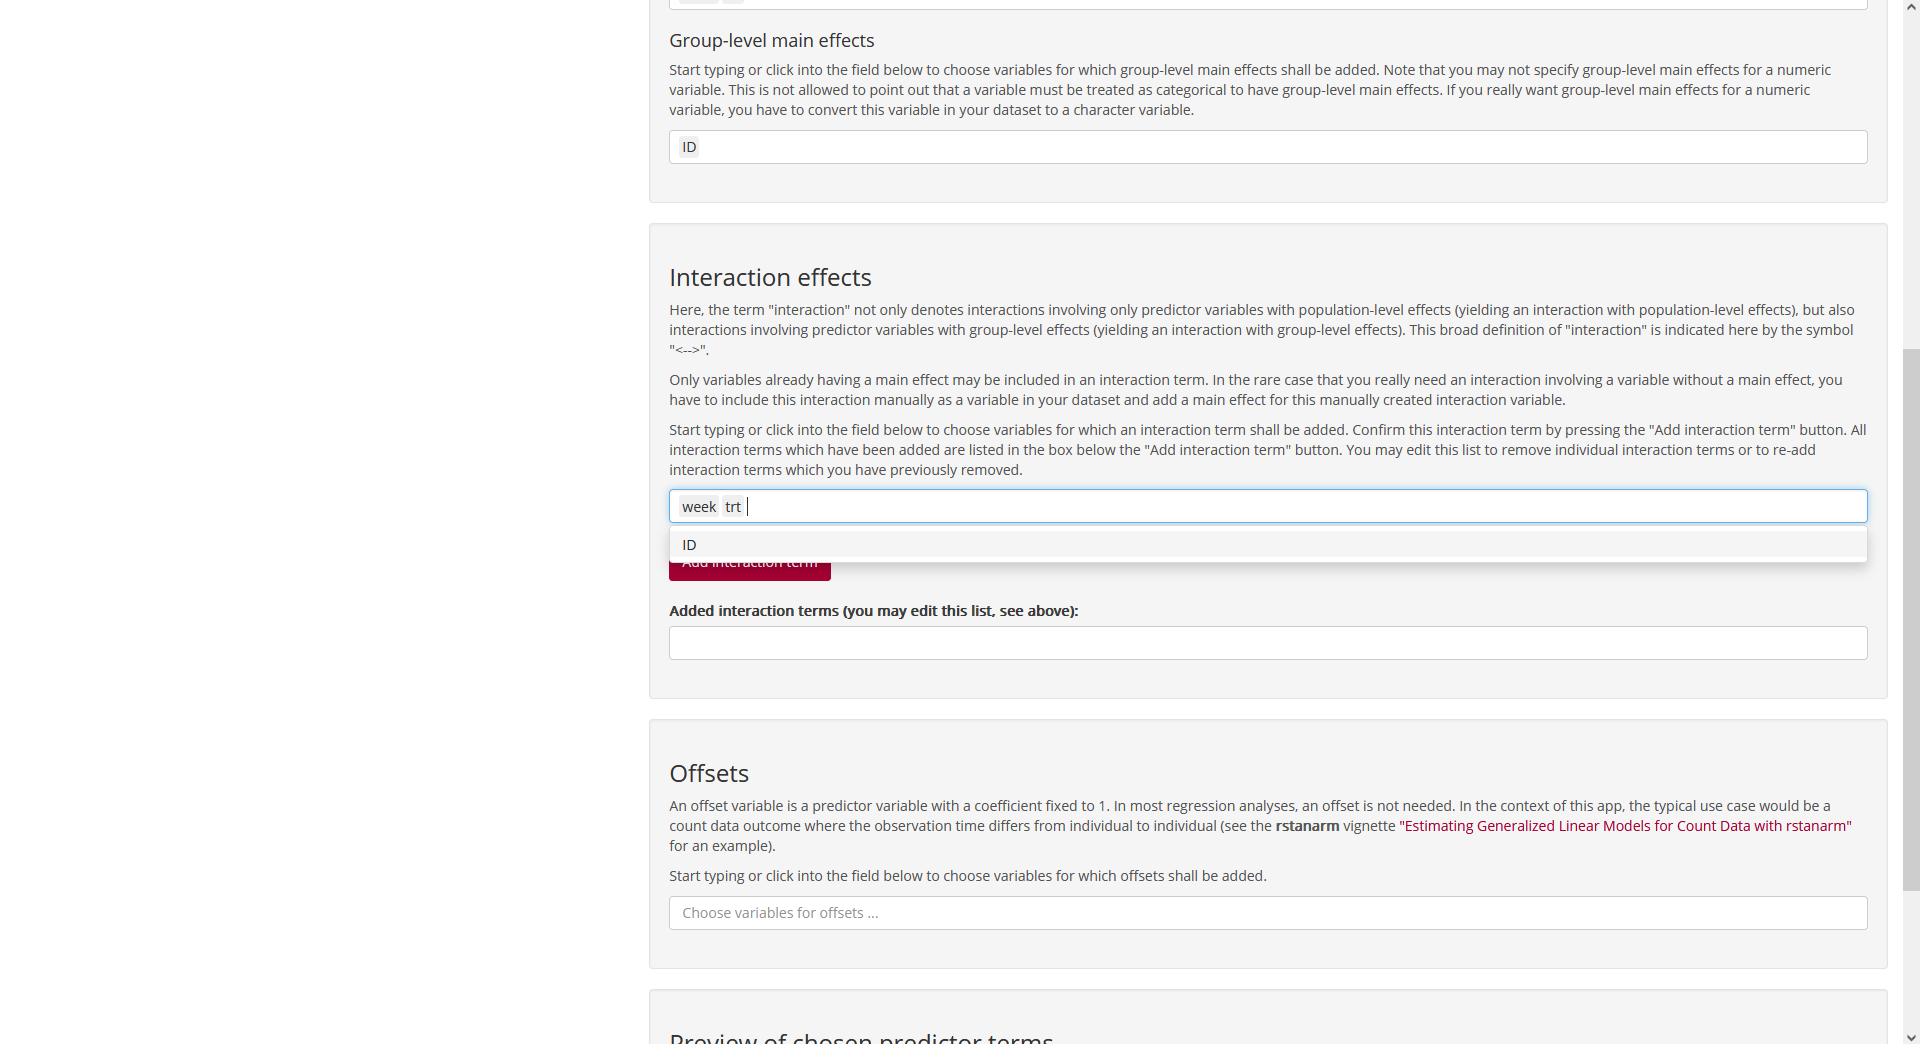 Group-level main effects
Start typing or click into the field below to choose variables for which group-level main effects shall be added. Note that you may not specify group-level main effects for a numeric
variable. This is not allowed to point out that a variable must be treated as categorical to have group-level main effects. If you really want group-level main effects for a numeric
variable, you have to convert this variable in your dataset to a character variable.
ID
Interaction effects
Here, the term "interaction" not only denotes interactions involving only predictor variables with population-level effects (yielding an interaction with population-level effects), but also
interactions involving predictor variables with group-level effects (yielding an interaction with group-level effects). This broad definition of "interaction" is indicated here by the symbol
"<-->".
Only variables already having a main effect may be included in an interaction term. In the rare case that you really need an interaction involving a variable without a main effect, you
have to include this interaction manually as a variable in your dataset and add a main effect for this manually created interaction variable.
Start typing or click into the field below to choose variables for which an interaction term shall be added. Confirm this interaction term by pressing the "Add interaction term" button. All
interaction terms which have been added are listed in the box below the "Add interaction term" button. You may edit this list to remove individual interaction terms or to re-add
interaction terms which you have previously removed.
week trt
ID
Add interaction term
Added interaction terms (you may edit this list, see above):
Offsets
An offset variable is a predictor variable with a coefficient fixed to 1. In most regression analyses, an offset is not needed. In the context of this app, the typical use case would be a
count data outcome where the observation time differs from individual to individual (see the rstanarm vignette "Estimating Generalized Linear Models for Count Data with rstanarm"
for an example).
Start typing or click into the field below to choose variables for which offsets shall be added.
Choose variables for offsets ...
Preview of chosen predictor terms